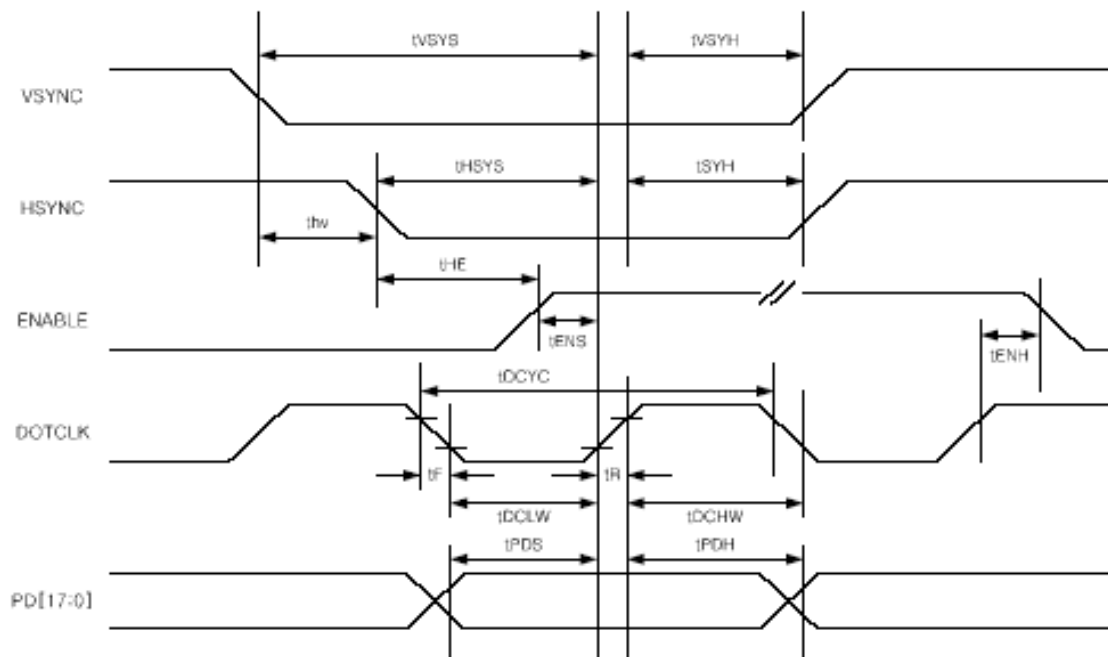 tVSYS tVSYH
VSYNC
tHSYS tSYH
HSYNC
thv
tHE
ENABLE
tENS
tENH
tDCYC
DOTCLK
tF tR
tDCLW tDCHW
tPDS tPDH
PD[17:0]